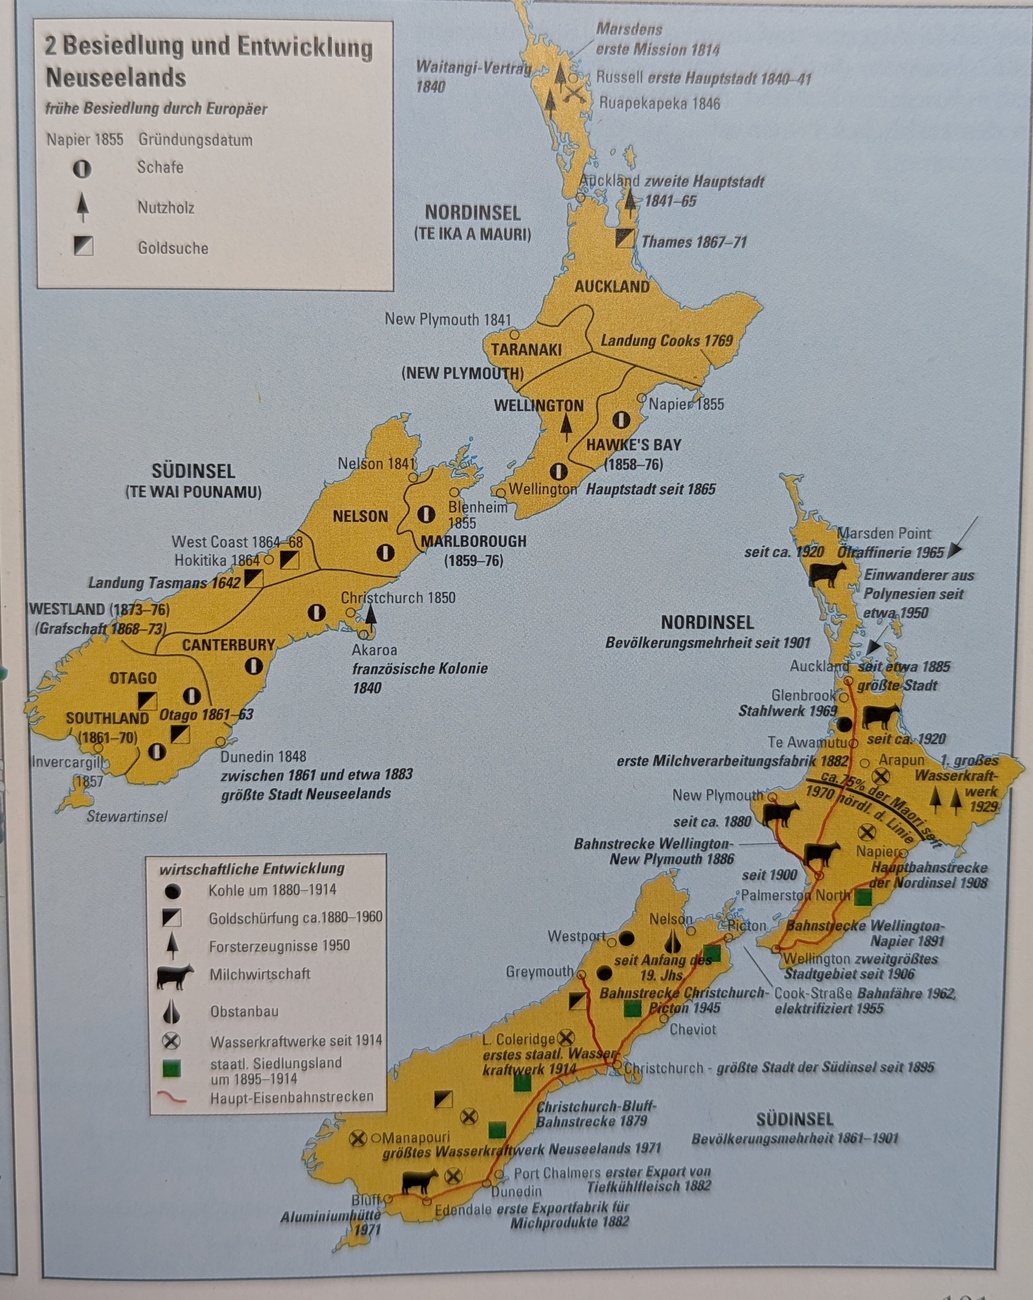 2 Besiedlung und Entwicklung
Neuseelands
frühe Besiedlung durch Europäer
Napier 1855 Gründungsdatum
Schafe
Nutzholz
Goldsuche
Marsdens
erste Mission 1814
Waitangi-Vertrag
1840
Russell erste Hauptstadt 1840–41
Ruapekapeka 1846
Auckland zweite Hauptstadt
1841–65
NORDINSEL
(TE IKA A MAURI)
Thames 1867–71
AUCKLAND
New Plymouth 1841
TARANAKI
Landung Cooks 1769
(NEW PLYMOUTH)
WELLINGTON
Napier 1855
HAWKE'S BAY
(1858–76)
Wellington Hauptstadt seit 1865
SÜDINSEL
(TE WAI POUNAMU)
Nelson 1841
Blenheim
1855
NELSON
MARLBOROUGH
(1859–76)
West Coast 1864–68
Hokitika 1864
Landung Tasmans 1642
WESTLAND (1873–76)
(Grafschaft 1868–73)
Christchurch 1850
CANTERBURY
Akaroa
französische Kolonie
1840
OTAGO
SOUTHLAND
(1861–70)
Otago 1861–63
Invercargill
1857
Dunedin 1848
zwischen 1861 und etwa 1883
größte Stadt Neuseelands
Stewartinsel
wirtschaftliche Entwicklung
Kohle um 1880–1914
Goldschürfung ca.1880–1960
Forsterzeugnisse 1950
Milchwirtschaft
Obstanbau
Wasserkraftwerke seit 1914
staatl. Siedlungsland
um 1895–1914
Haupt-Eisenbahnstrecken
Marsden Point
Ölraffinerie 1965
seit ca. 1920
Einwanderer aus
Polynesien seit
etwa 1950
NORDINSEL
Bevölkerungsmehrheit seit 1901
Auckland seit etwa 1885
größte Stadt
Glenbrook
Stahlwerk 1969
seit ca. 1920
Te Awamutu
erste Milchverarbeitungsfabrik 1882
Arapun
1. großes
Wasserkraft-
werk
1929
ca. 75% der Maori seit
1970 nördl. d. Linie
New Plymouth
seit ca. 1880
Bahnstrecke Wellington-
New Plymouth 1886
seit 1900
Napier
Hauptbahnstrecke
der Nordinsel 1908
Palmerston North
Bahnstrecke Wellington-
Napier 1891
Wellington zweitgrößtes
Stadtgebiet seit 1906
Nelson
Picton
Westport
seit Anfang des
19. Jhs.
Greymouth
Bahnstrecke Christchurch-
Picton 1945
Cook-Straße Bahnfähre 1962,
elektrifiziert 1955
Cheviot
L. Coleridge
erstes staatl. Wasser-
kraftwerk 1914
Christchurch - größte Stadt der Südinsel seit 1895
Christchurch-Bluff-
Bahnstrecke 1879
SÜDINSEL
Bevölkerungsmehrheit 1861–1901
Manapouri
größtes Wasserkraftwerk Neuseelands 1971
Port Chalmers erster Export von
Tiefkühlfleisch 1882
Dunedin
Bluff
Aluminiumhütte
1971
Edendale erste Exportfabrik für
Michprodukte 1882